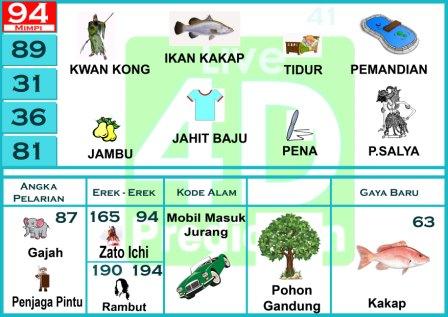 94
MIMPI
41
89
31
36
81
KWAN KONG
IKAN KAKAP
TIDUR
PEMANDIAN
JAMBU
JAHIT BAJU
PENA
P.SALYA
Live
4D
Prediction
ANGKA
PELARIAN
EREK - EREK
KODE ALAM
GAYA BARU
87
Gajah
Penjaga Pintu
165 94
Zato Ichi
190 194
Rambut
Mobil Masuk
Jurang
Pohon
Gandung
63
Kakap